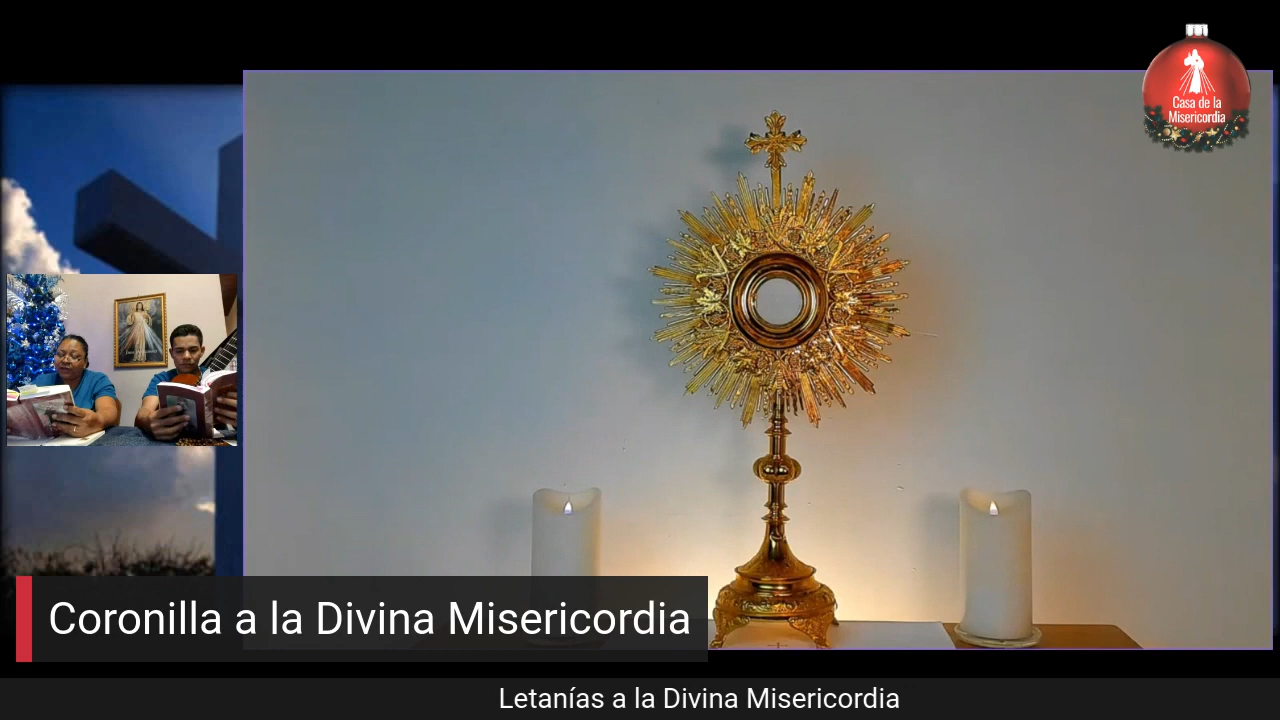 Casa de la
Misericordia
Coronilla a la Divina Misericordia
Letanías a la Divina Misericordia